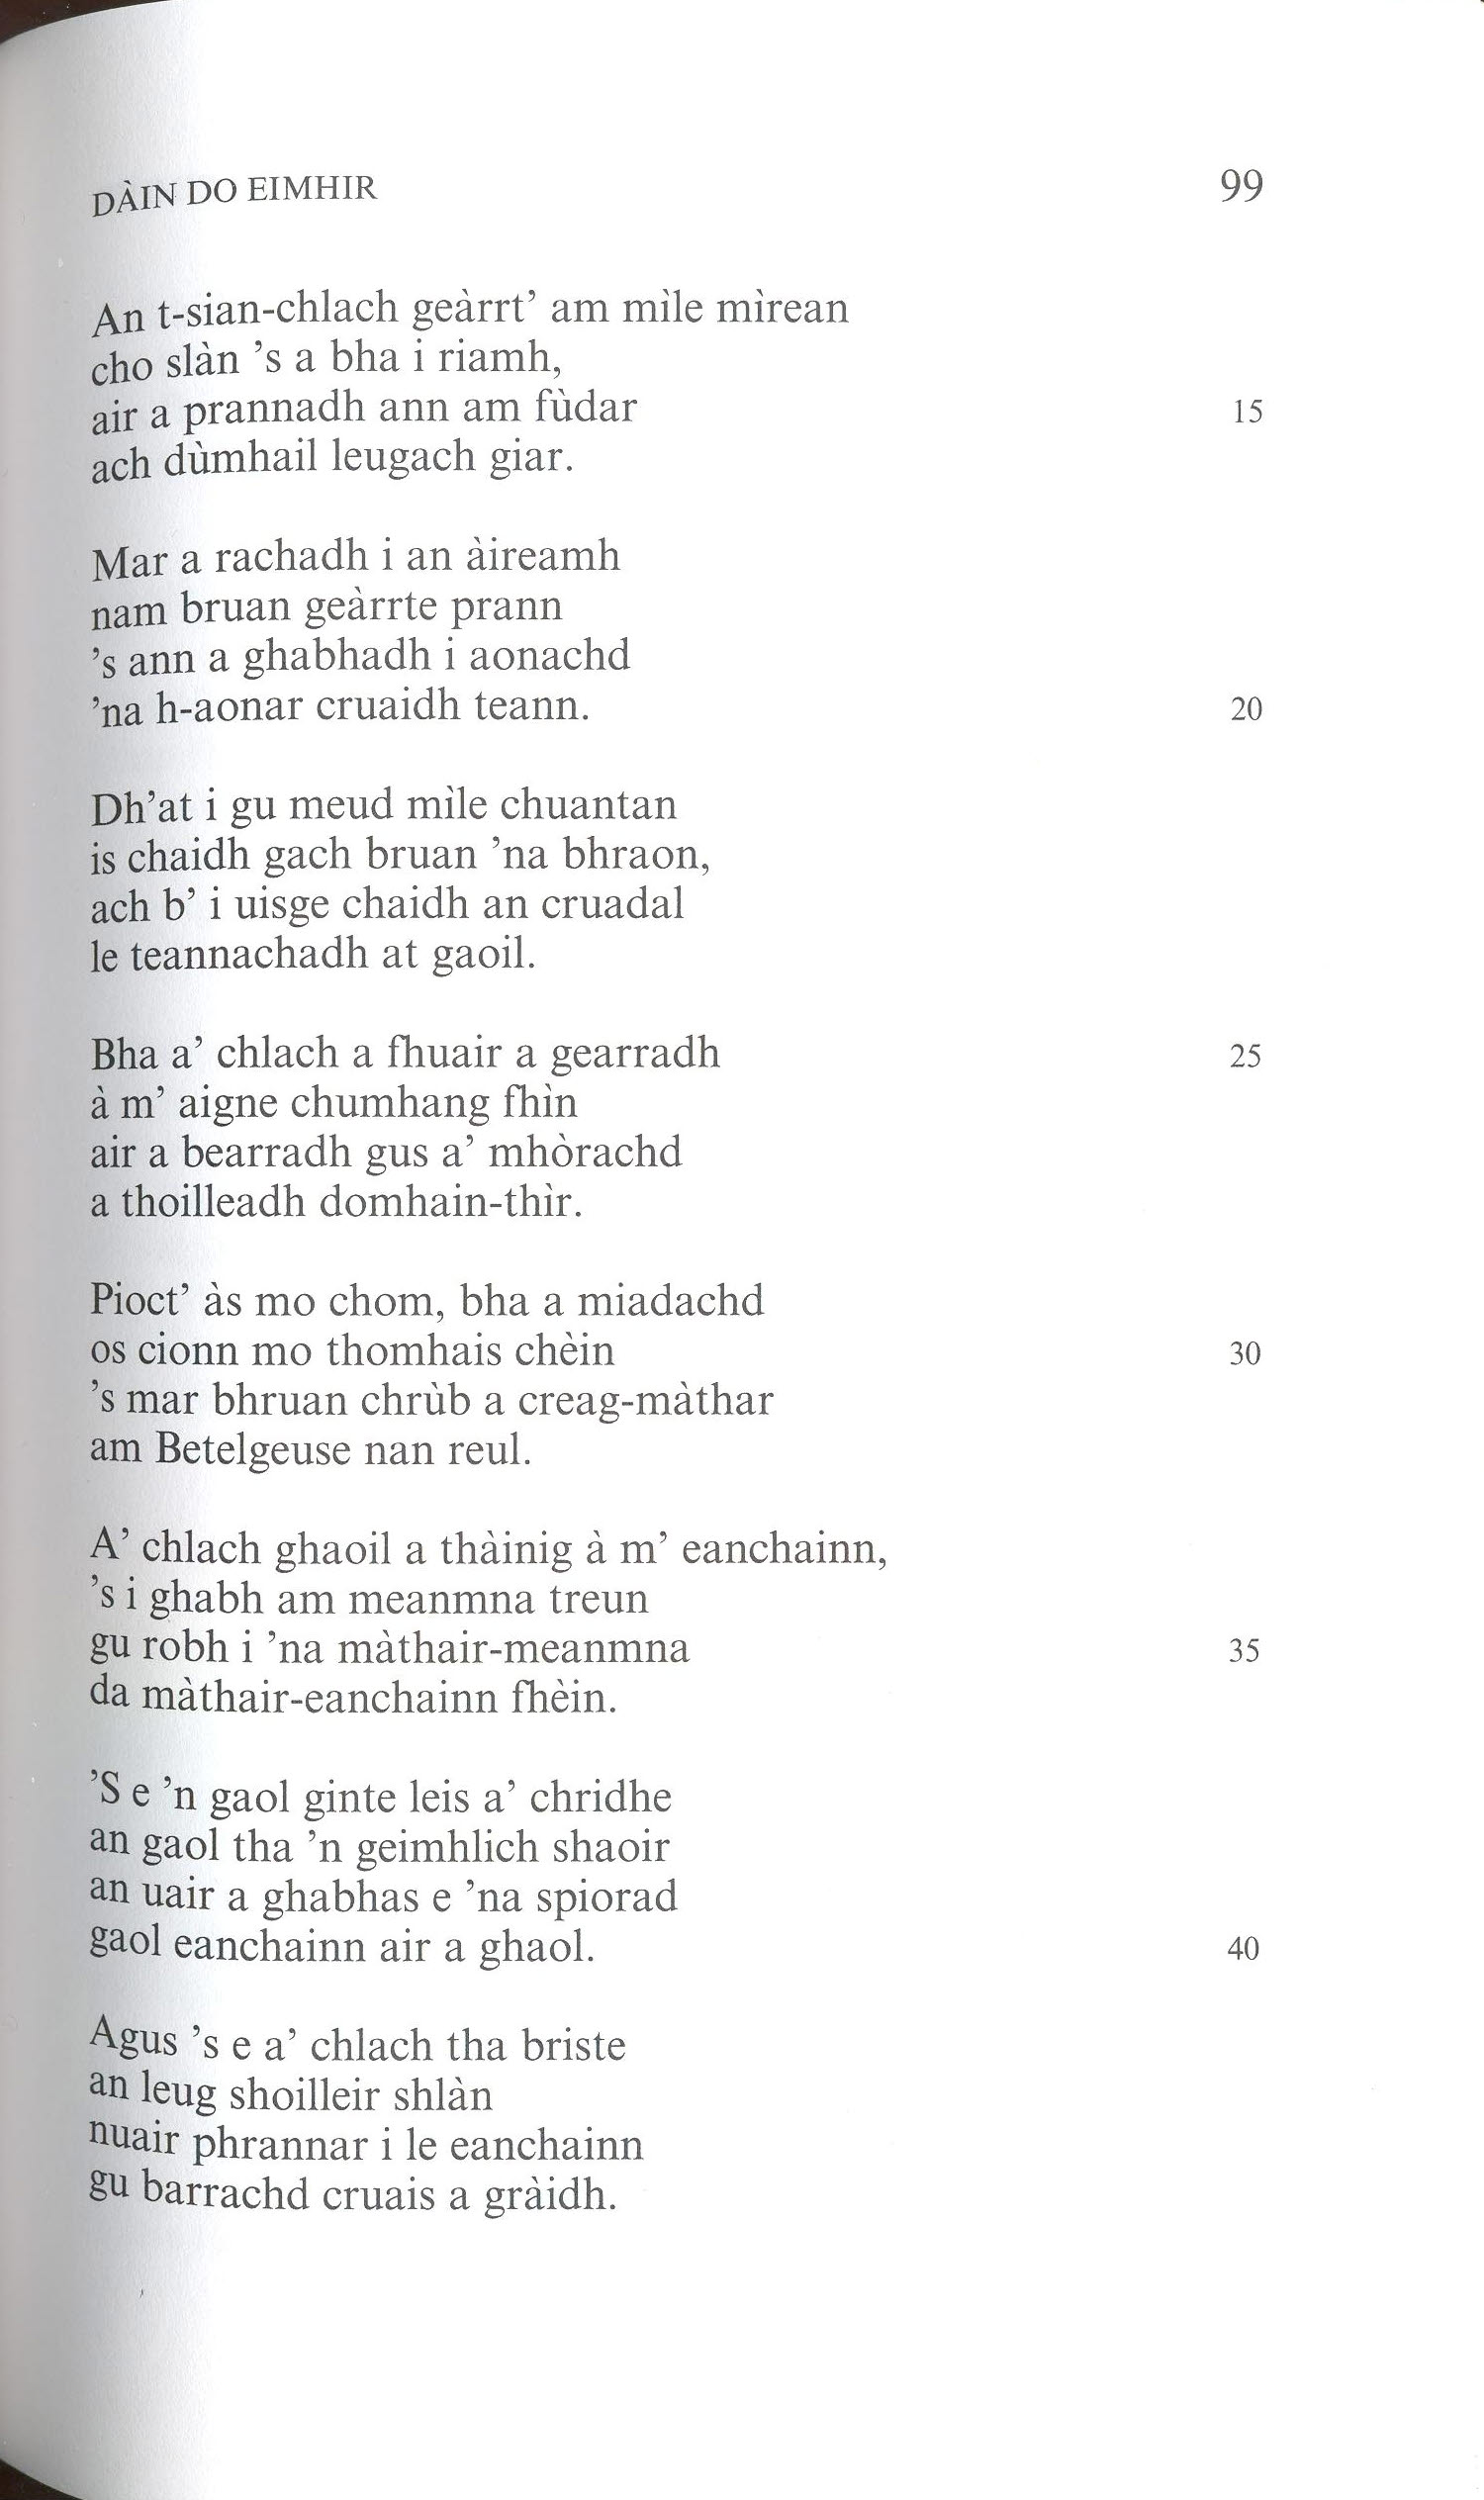 DÀIN DO EIMHIR 99
An t-sian-chlach geàrrt’ am mìle mìrean
cho slàn ’s a bha i riamh,
air a prannadh ann am fùdar 15
ach dùmhail leugach giar.
Mar a rachadh i an àireamh
nam bruan geàrrte prann
’s ann a ghabhadh i aonachd
’na h-aonar cruaidh teann. 20
Dh’at i gu meud mìle chuantan
is chaidh gach bruan ’na bhraon,
ach b’ i uisge chaidh an cruadal
le teannachadh at gaoil.
Bha a’ chlach a fhuair a gearradh 25
à m’ aigne chumhang fhìn
air a bearradh gus a’ mhòrachd
a thoilleadh domhain-thìr.
Pioct’ às mo chom, bha a miadachd
os cionn mo thomhais chèin 30
’s mar bhruan chrùb a creag-màthar
am Betelgeuse nan reul.
A’ chlach ghaoil a thàinig à m’ eanchainn,
’s i ghabh am meanmna treun
gu robh i ’na màthair-meanmna 35
da màthair-eanchainn fhèin.
’S e ’n gaol ginte leis a’ chridhe
an gaol tha ’n geimhlich shaoir
an uair a ghabhas e ’na spiorad
gaol eanchainn air a ghaol. 40
Agus ’s e a’ chlach tha briste
an leug shoilleir shlàn
nuair phrannar i le eanchainn
gu barrachd cruais a gràidh.